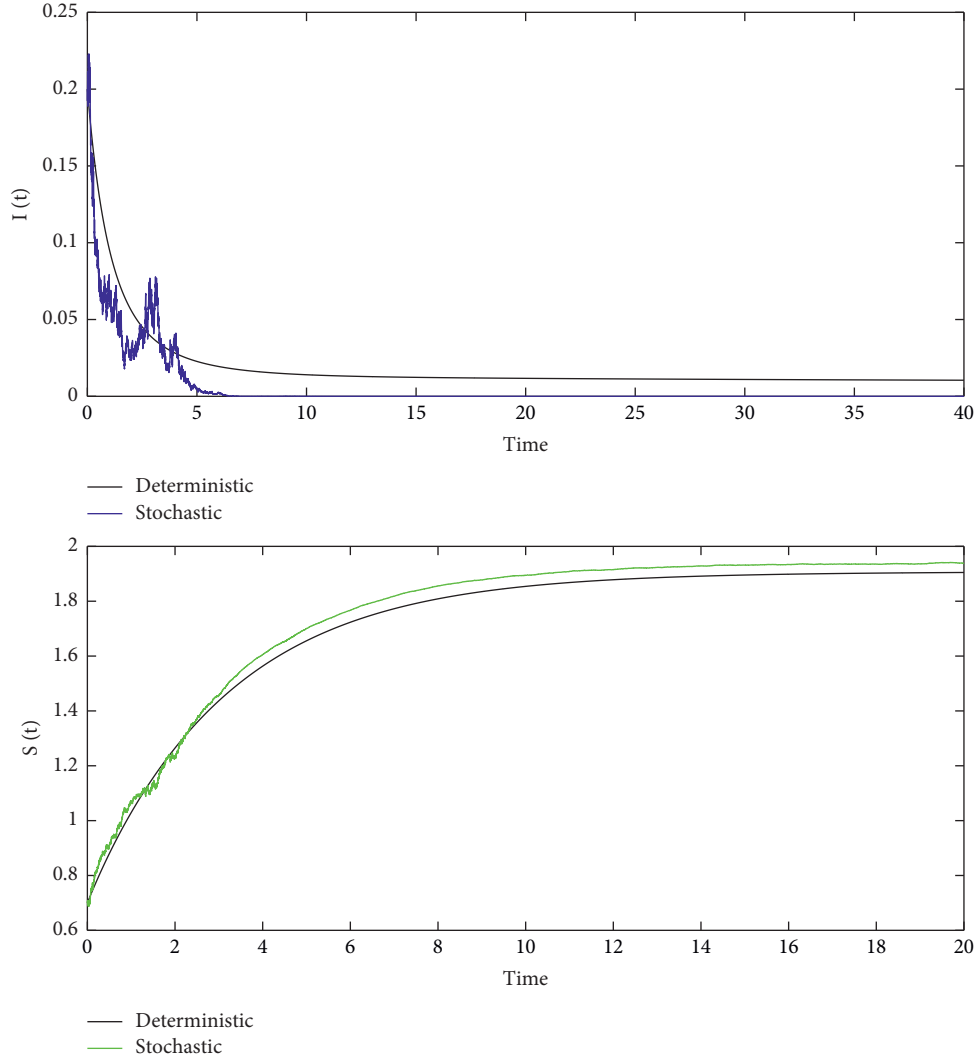 0.25
0.2
0.15
0.1
0.05
0
I (t)
0 5 10 15 20 25 30 35 40
Time
Deterministic
Stochastic
2
1.8
1.6
1.4
1.2
1
0.8
0.6
S (t)
0 2 4 6 8 10 12 14 16 18 20
Time
Deterministic
Stochastic